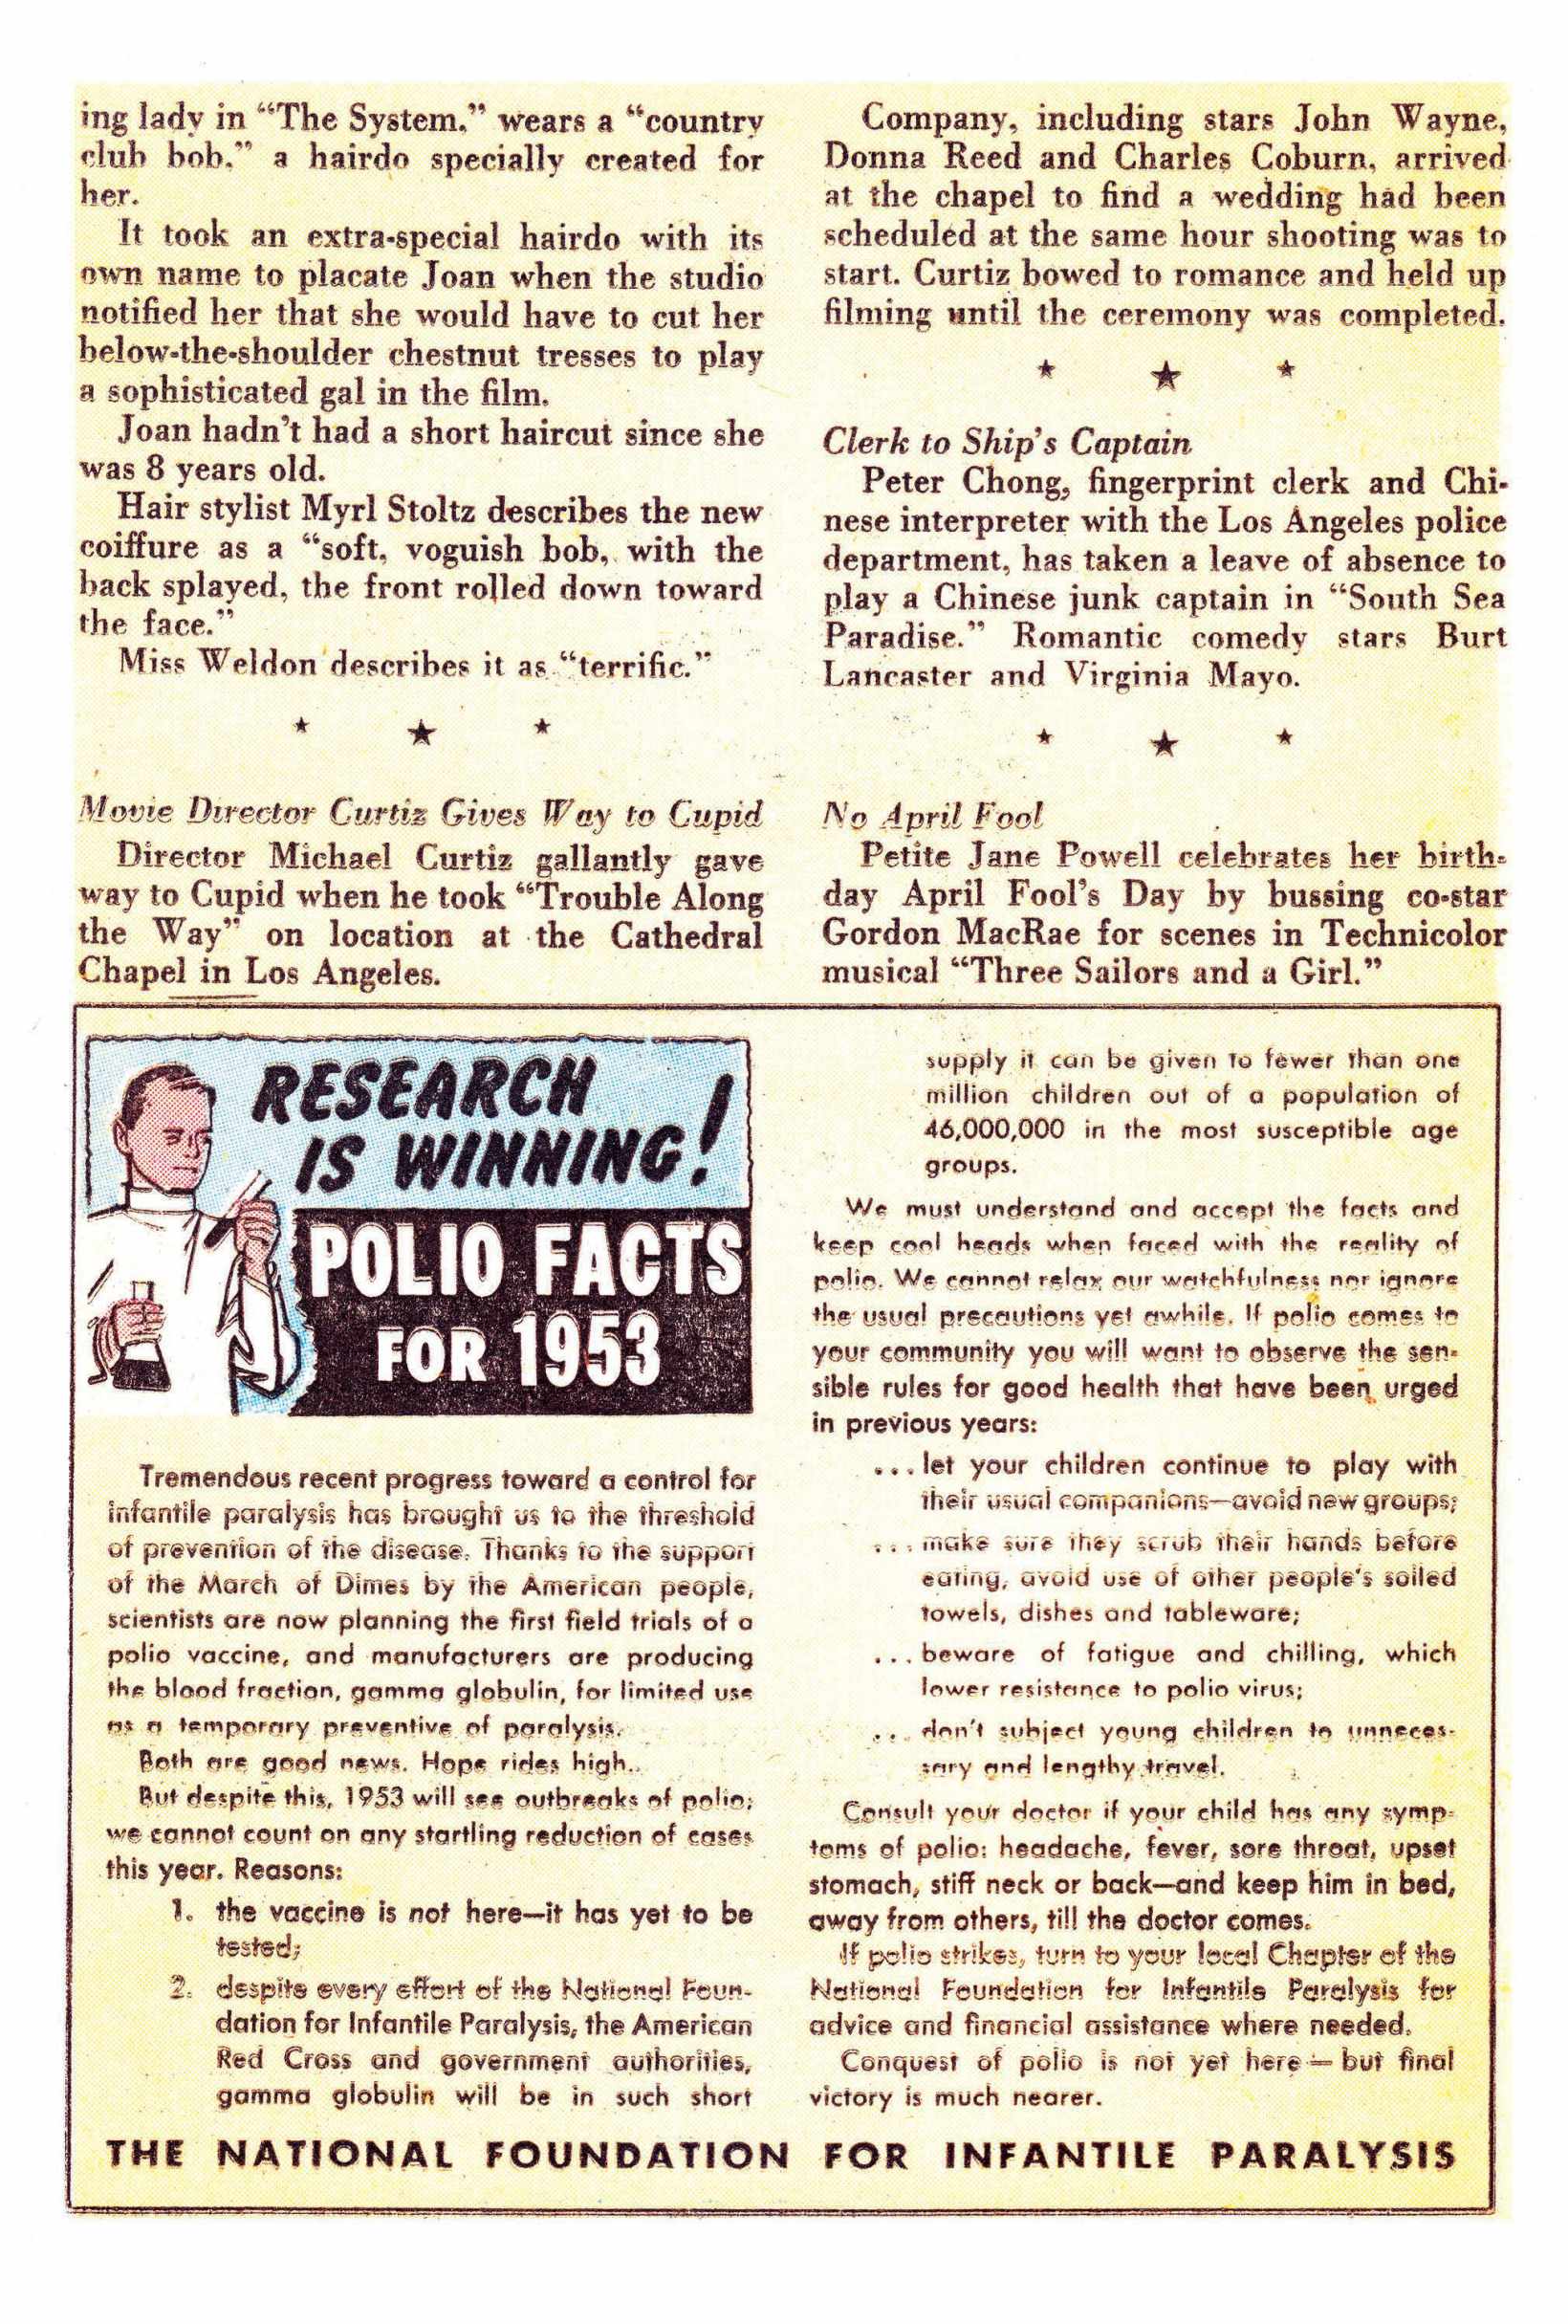 ing lady in “The System,” wears a “country
club bob,” a hairdo specially created for
her.
It took an extra-special hairdo with its
own name to placate Joan when the studio
notified her that she would have to cut her
below-the-shoulder chestnut tresses to play
a sophisticated gal in the film.
Joan hadn’t had a short haircut since she
was 8 years old.
Hair stylist Myrl Stoltz describes the new
coiffure as a “soft, voguish bob, with the
back splayed, the front rolled down toward
the face.”
Miss Weldon describes it as “terrific.”
★ ★ ★
Movie Director Curtiz Gives Way to Cupid
Director Michael Curtiz gallantly gave
way to Cupid when he took “Trouble Along
the Way” on location at the Cathedral
Chapel in Los Angeles.
Company, including stars John Wayne,
Donna Reed and Charles Coburn, arrived
at the chapel to find a wedding had been
scheduled at the same hour shooting was to
start. Curtiz bowed to romance and held up
filming until the ceremony was completed.
★ ★ ★
Clerk to Ship’s Captain
Peter Chong, fingerprint clerk and Chi-
nese interpreter with the Los Angeles police
department, has taken a leave of absence to
play a Chinese junk captain in “South Sea
Paradise.” Romantic comedy stars Burt
Lancaster and Virginia Mayo.
★ ★ ★
No April Fool
Petite Jane Powell celebrates her birth-
day April Fool’s Day by bussing co-star
Gordon MacRae for scenes in Technicolor
musical “Three Sailors and a Girl.”
RESEARCH
IS WINNING!
POLIO FACTS
FOR 1953
Tremendous recent progress toward a control for
infantile paralysis has brought us to the threshold
of prevention of the disease. Thanks to the support
of the March of Dimes by the American people,
scientists are now planning the first field trials of a
polio vaccine, and manufacturers are producing
the blood fraction, gamma globulin, for limited use
as a temporary preventive of paralysis.
Both are good news. Hope rides high.
But despite this, 1953 will see outbreaks of polio;
we cannot count on any startling reduction of cases
this year. Reasons:
1. the vaccine is not here—it has yet to be
tested;
2. despite every effort of the National Foun-
dation for Infantile Paralysis, the American
Red Cross and government authorities,
gamma globulin will be in such short
supply it can be given to fewer than one
million children out of a population of
46,000,000 in the most susceptible age
groups.
We must understand and accept the facts and
keep cool heads when faced with the reality of
polio. We cannot relax our watchfulness nor ignore
the usual precautions yet awhile. If polio comes to
your community you will want to observe the sen-
sible rules for good health that have been urged
in previous years:
... let your children continue to play with
their usual companions—avoid new groups;
... make sure they scrub their hands before
eating, avoid use of other people’s soiled
towels, dishes and tableware;
... beware of fatigue and chilling, which
lower resistance to polio virus;
... don’t subject young children to unneces-
sary and lengthy travel.
Consult your doctor if your child has any symp-
toms of polio: headache, fever, sore throat, upset
stomach, stiff neck or back—and keep him in bed,
away from others, till the doctor comes.
If polio strikes, turn to your local Chapter of the
National Foundation for Infantile Paralysis for
advice and financial assistance where needed.
Conquest of polio is not yet here — but final
victory is much nearer.
THE NATIONAL FOUNDATION FOR INFANTILE PARALYSIS